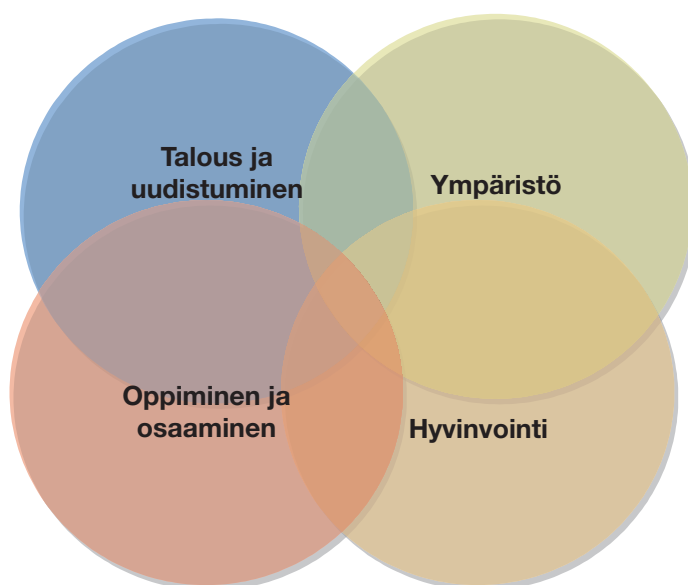 Talous ja
uudistuminen
Ympäristö
Oppiminen ja
osaaminen
Hyvinvointi